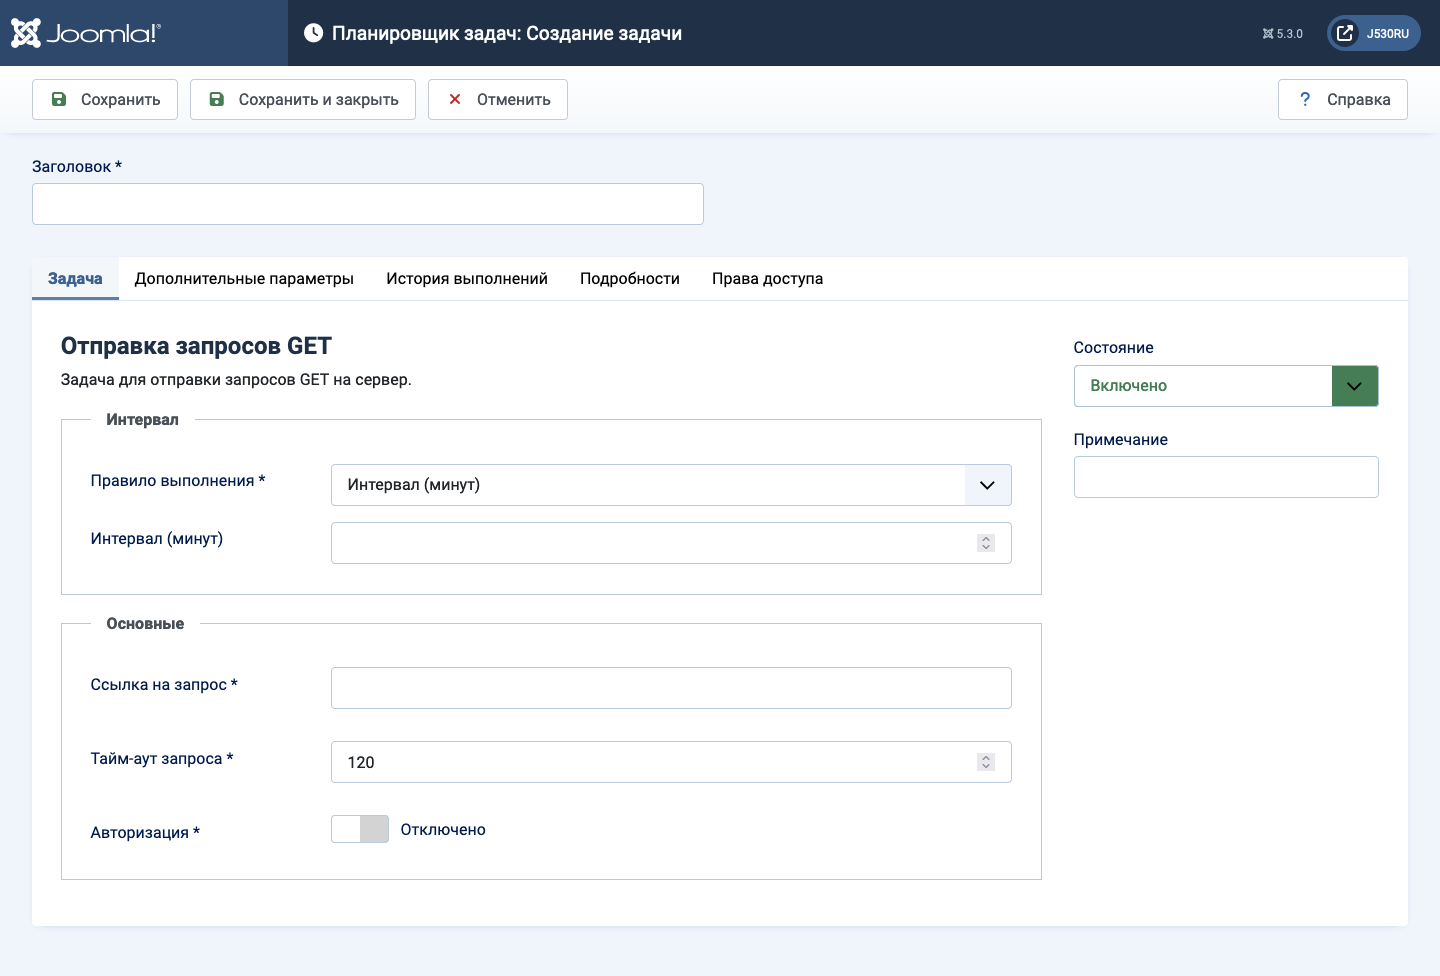 Joomla!®
Планировщик задач: Создание задачи
5.3.0
J530RU
Сохранить
Сохранить и закрыть
Отменить
? Справка
Заголовок *
Задача
Дополнительные параметры
История выполнений
Подробности
Права доступа
Отправка запросов GET
Задача для отправки запросов GET на сервер.
Интервал
Правило выполнения *
Интервал (минут)
Интервал (минут)
Основные
Ссылка на запрос *
Тайм-аут запроса *
120
Авторизация *
Отключено
Состояние
Включено
Примечание